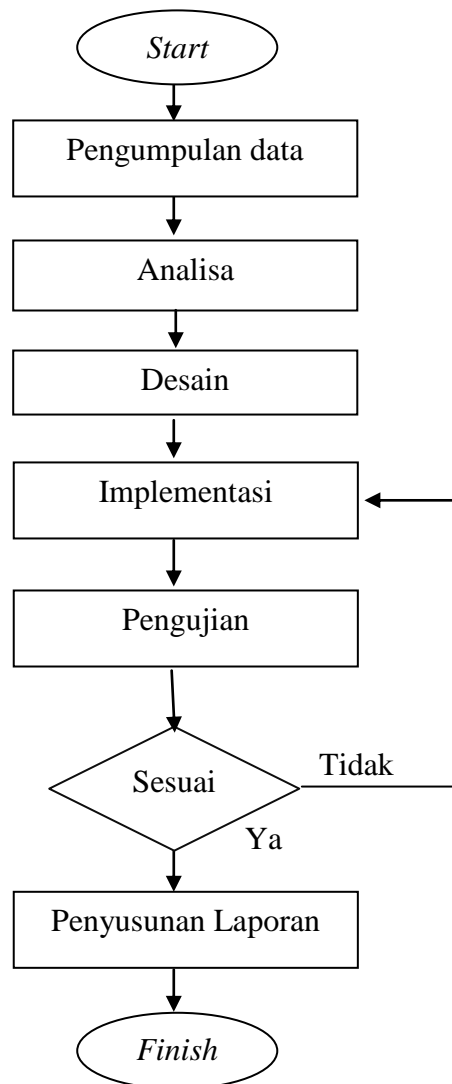 Start
Pengumpulan data
Analisa
Desain
Implementasi
Pengujian
Sesuai
Tidak
Ya
Penyusunan Laporan
Finish